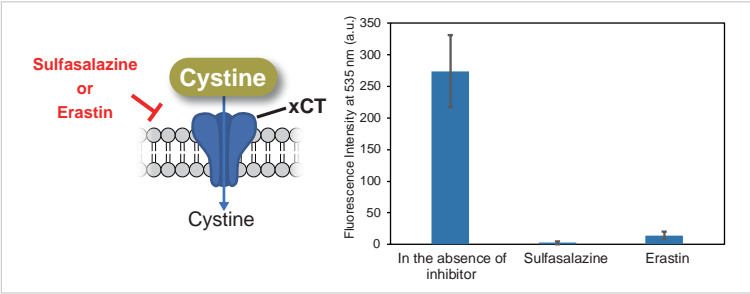 Sulfasalazine
or
Erastin
Cystine
xCT
Cystine
Fluorescence Intensity at 535 nm (a.u.)
350
300
250
200
150
100
50
0
In the absence of
inhibitor
Sulfasalazine
Erastin